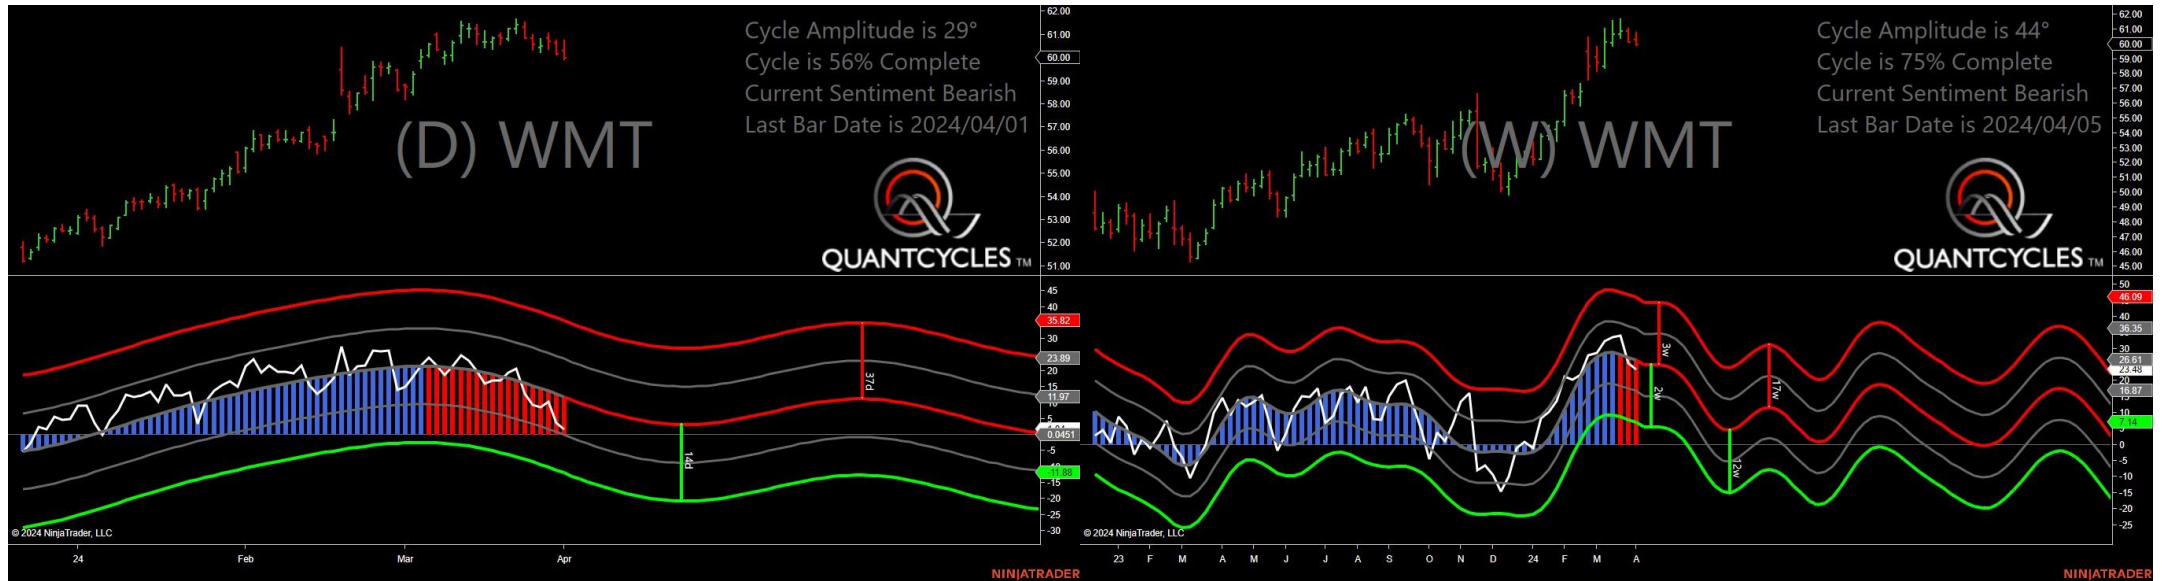 Cycle Amplitude is 29°
Cycle is 56% Complete
Current Sentiment Bearish
Last Bar Date is 2024/04/01
(D) WMT
QUANTCYCLES TM
62.00
61.00
60.00
59.00
58.00
57.00
56.00
55.00
54.00
53.00
52.00
51.00
45
40
35.82
30
23.89
20
15
11.97
5
0.0451
-5
-11.88
-15
-20
-25
-30
37d
14d
© 2024 NinjaTrader, LLC
24 Feb Mar Apr
NINJATRADER
Cycle Amplitude is 44°
Cycle is 75% Complete
Current Sentiment Bearish
Last Bar Date is 2024/04/05
(W) WMT
QUANTCYCLES TM
62.00
61.00
60.00
59.00
58.00
57.00
56.00
55.00
54.00
53.00
52.00
51.00
50.00
49.00
48.00
47.00
46.00
45.00
50
46.09
36.35
30
26.61
23.48
20
16.87
10
7.14
0
-5
-10
-15
-20
-25
3w
2w
17w
12w
© 2024 NinjaTrader, LLC
23 F M A M J J A S O N D 24 F M A
NINJATRADER